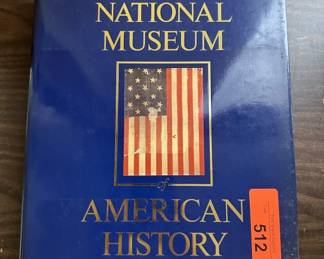 NATIONAL
MUSEUM
of
AMERICAN
HISTORY
512